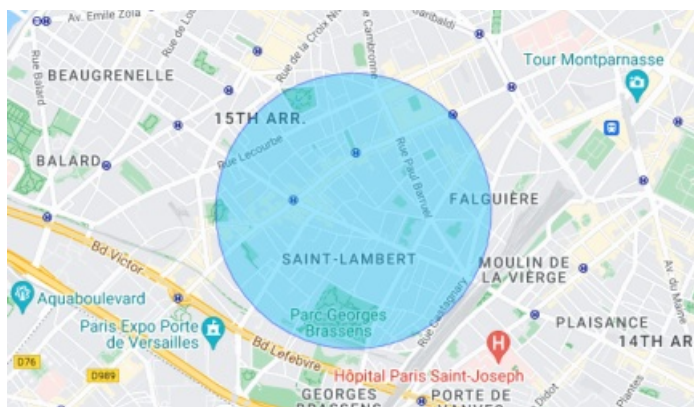 Av. Emile Zola
Rue de la Croix Ni
Rue Cambronne
Garibaldi
BEAUGRENELLE
Tour Montparnasse
Rue Balard
15TH ARR.
Rue Lecourbe
BALARD
Rue Paul Barruel
FALGUIÈRE
Bd Victor
SAINT-LAMBERT
MOULIN DE
LA VIERGE
Aquaboulevard
Parc Georges
Brassens
Rue Castagnary
Av. du Maine
Paris Expo Porte
de Versailles
PLAISANCE
14TH AR
Bd Lefebvre
D76
D989
H
Hôpital Paris Saint-Joseph
GEORGES
BRASSENS
PORTE DE
VANVES
Didot
Plantes